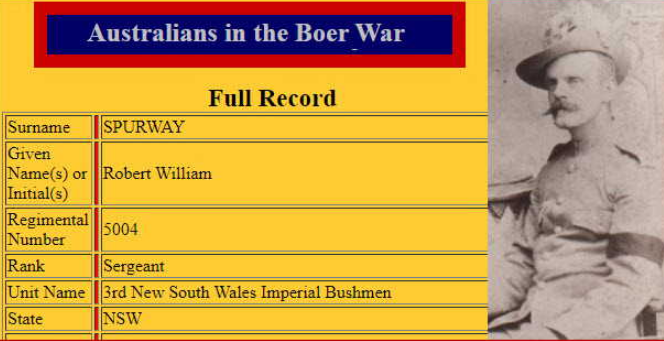 Australians in the Boer War
Full Record
Surname SPURWAY
Given
Name(s) or Robert William
Initial(s)
Regimental
Number 5004
Rank Sergeant
Unit Name 3rd New South Wales Imperial Bushmen
State NSW